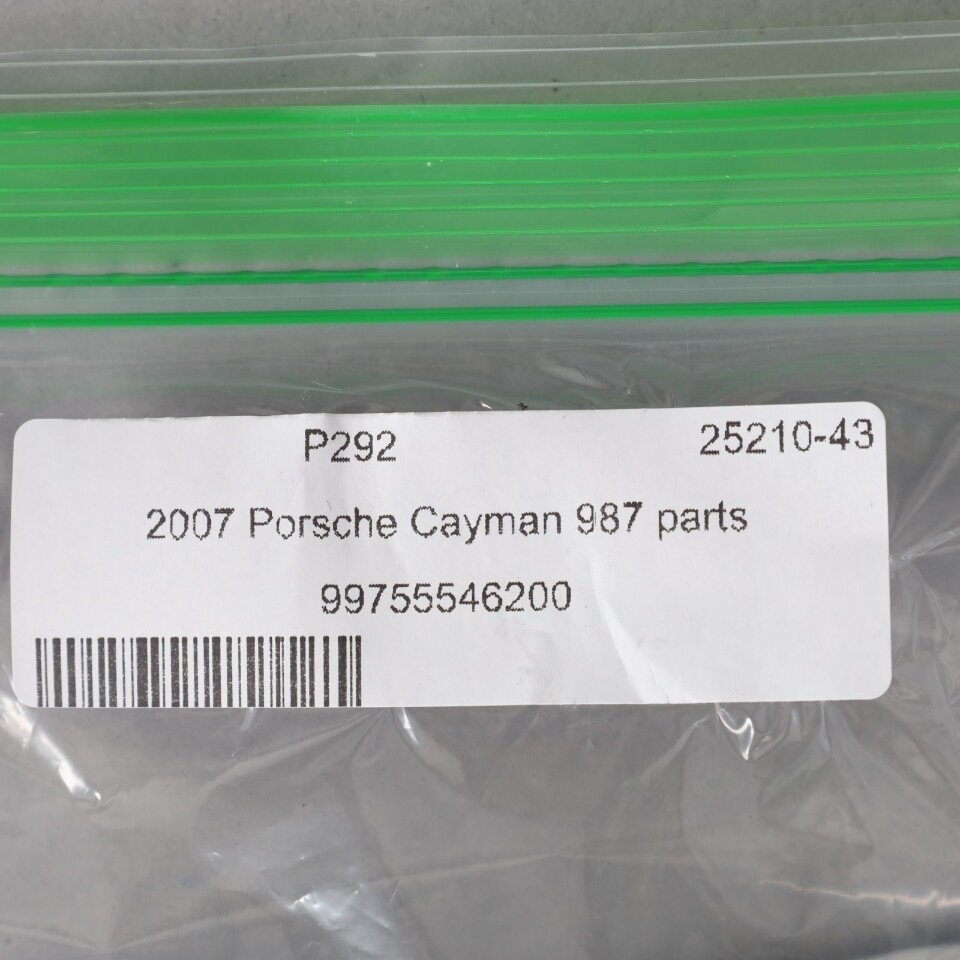 P292 25210-43
2007 Porsche Cayman 987 parts
99755546200